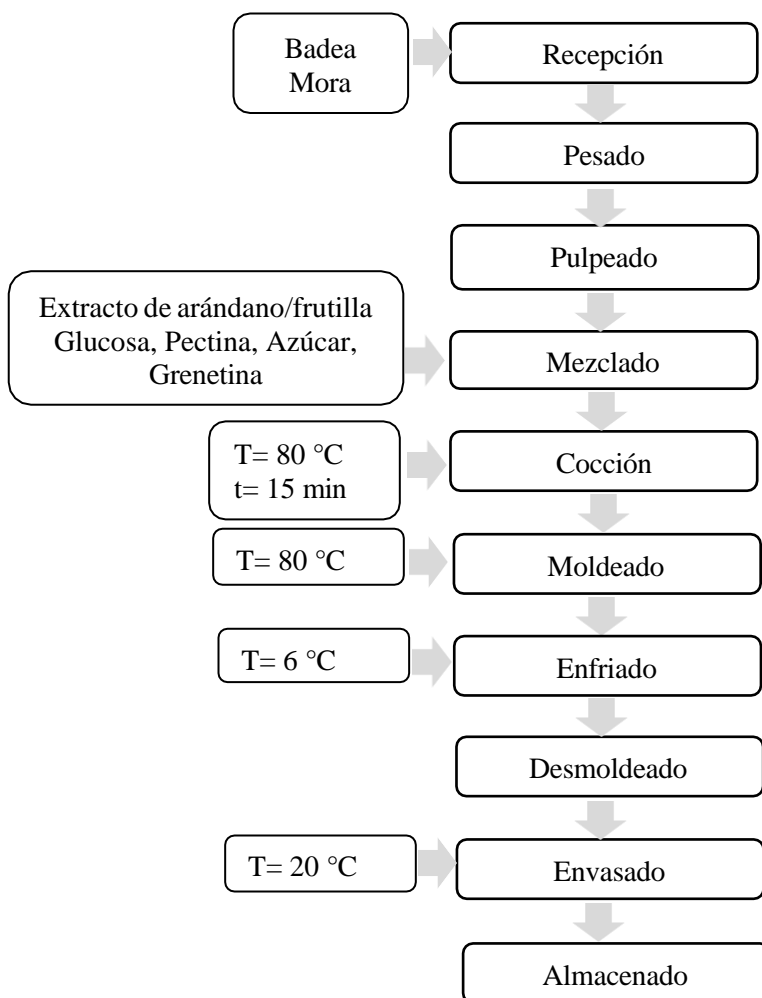 Badea
Mora
Recepción
Pesado
Pulpeado
Extracto de arándano/frutilla
Glucosa, Pectina, Azúcar,
Grenetina
Mezclado
T= 80 °C
t= 15 min
Cocción
T= 80 °C
Moldeado
T= 6 °C
Enfriado
Desmoldeado
T= 20 °C
Envasado
Almacenado